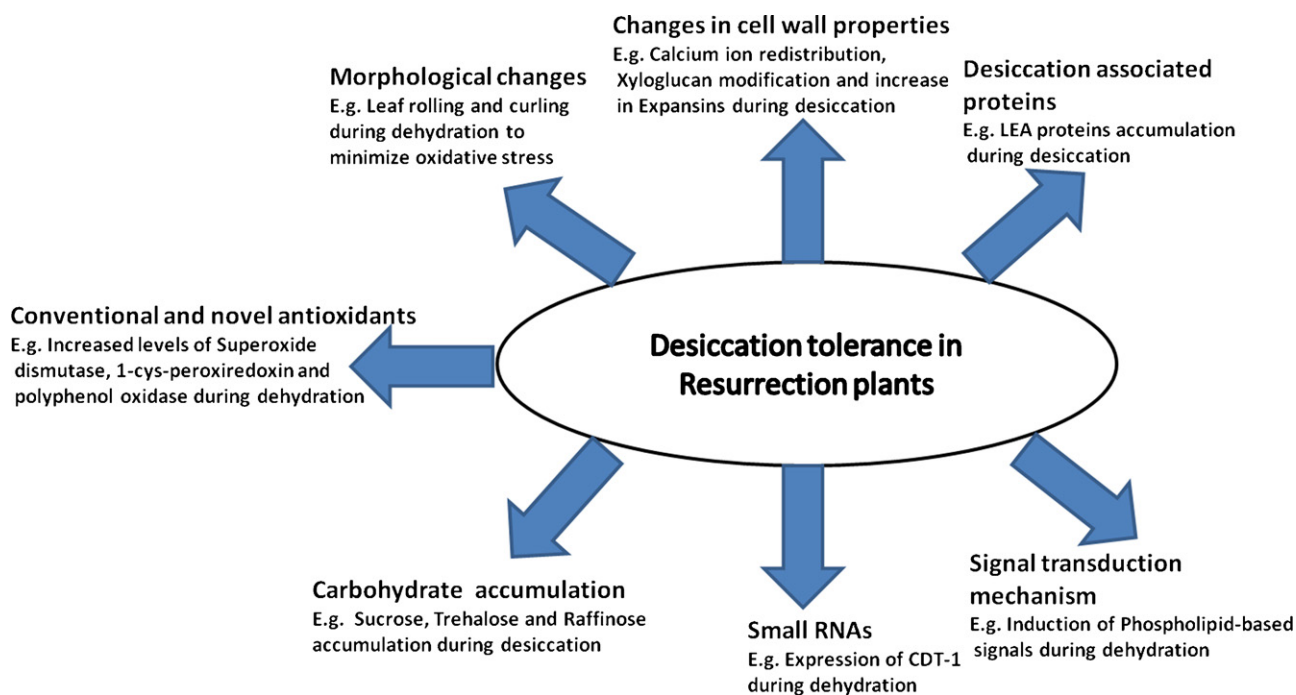 Changes in cell wall properties
E.g. Calcium ion redistribution,
Xyloglucan modification and increase
in Expansins during desiccation
Morphological changes
E.g. Leaf rolling and curling
during dehydration to
minimize oxidative stress
Desiccation associated
proteins
E.g. LEA proteins accumulation
during desiccation
Conventional and novel antioxidants
E.g. Increased levels of Superoxide
dismutase, 1-cys-peroxiredoxin and
polyphenol oxidase during dehydration
Desiccation tolerance in
Resurrection plants
Carbohydrate accumulation
E.g. Sucrose, Trehalose and Raffinose
accumulation during desiccation
Small RNAs
E.g. Expression of CDT-1
during dehydration
Signal transduction
mechanism
E.g. Induction of Phospholipid-based
signals during dehydration